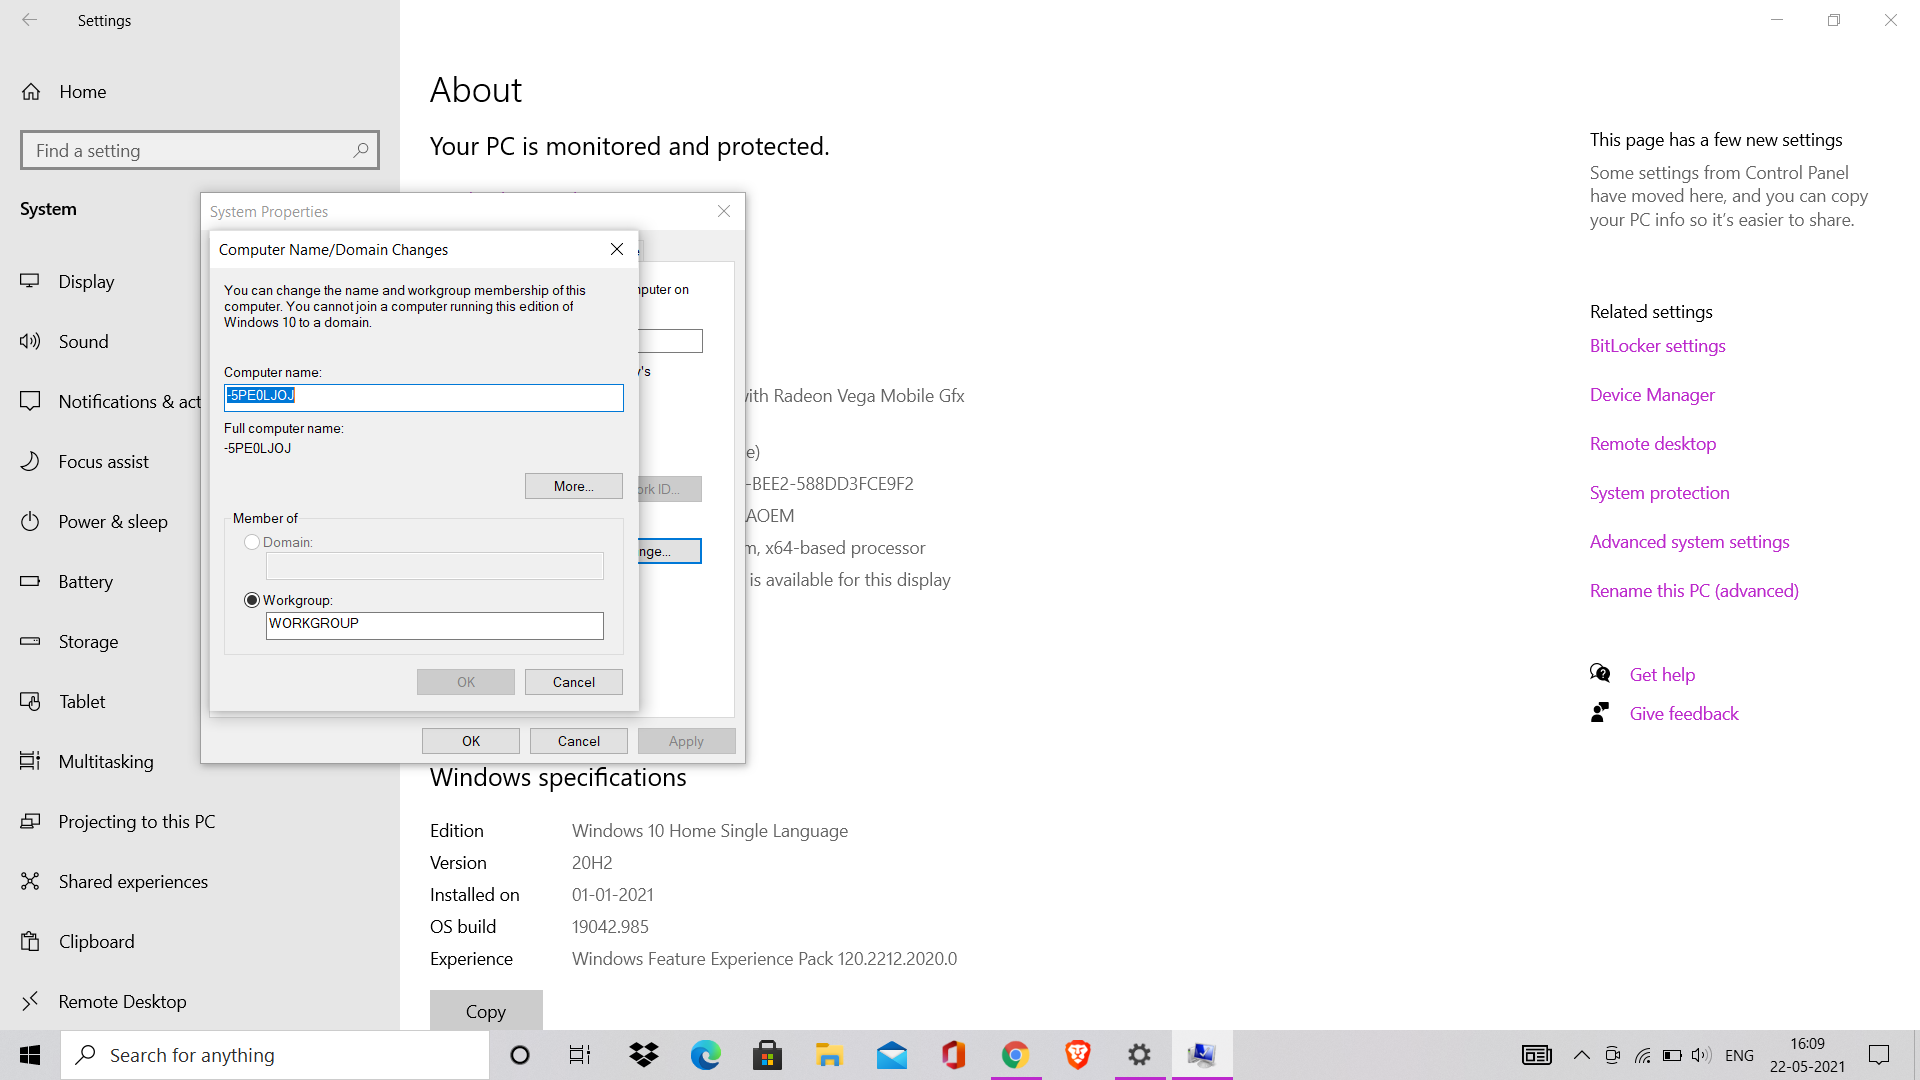 Settings
Home
Find a setting
System
Display
Sound
Notifications & act
Focus assist
Power & sleep
Battery
Storage
Tablet
Multitasking
Projecting to this PC
Shared experiences
Clipboard
Remote Desktop
About
Your PC is monitored and protected.
System Properties
Computer Name/Domain Changes
You can change the name and workgroup membership of this
computer. You cannot join a computer running this edition of
Windows 10 to a domain.
Computer name:
-5PE0LJOJ
Full computer name:
-5PE0LJOJ
More...
Member of
Domain:
Workgroup:
WORKGROUP
OK
Cancel
nputer on
y's
ork ID...
nge...
OK
Cancel
Apply
with Radeon Vega Mobile Gfx
e)
-BEE2-588DD3FCE9F2
AOEM
m, x64-based processor
is available for this display
Windows specifications
Edition Windows 10 Home Single Language
Version 20H2
Installed on 01-01-2021
OS build 19042.985
Experience Windows Feature Experience Pack 120.2212.2020.0
Copy
This page has a few new settings
Some settings from Control Panel
have moved here, and you can copy
your PC info so it's easier to share.
Related settings
BitLocker settings
Device Manager
Remote desktop
System protection
Advanced system settings
Rename this PC (advanced)
Get help
Give feedback
Search for anything
ENG
16:09
22-05-2021